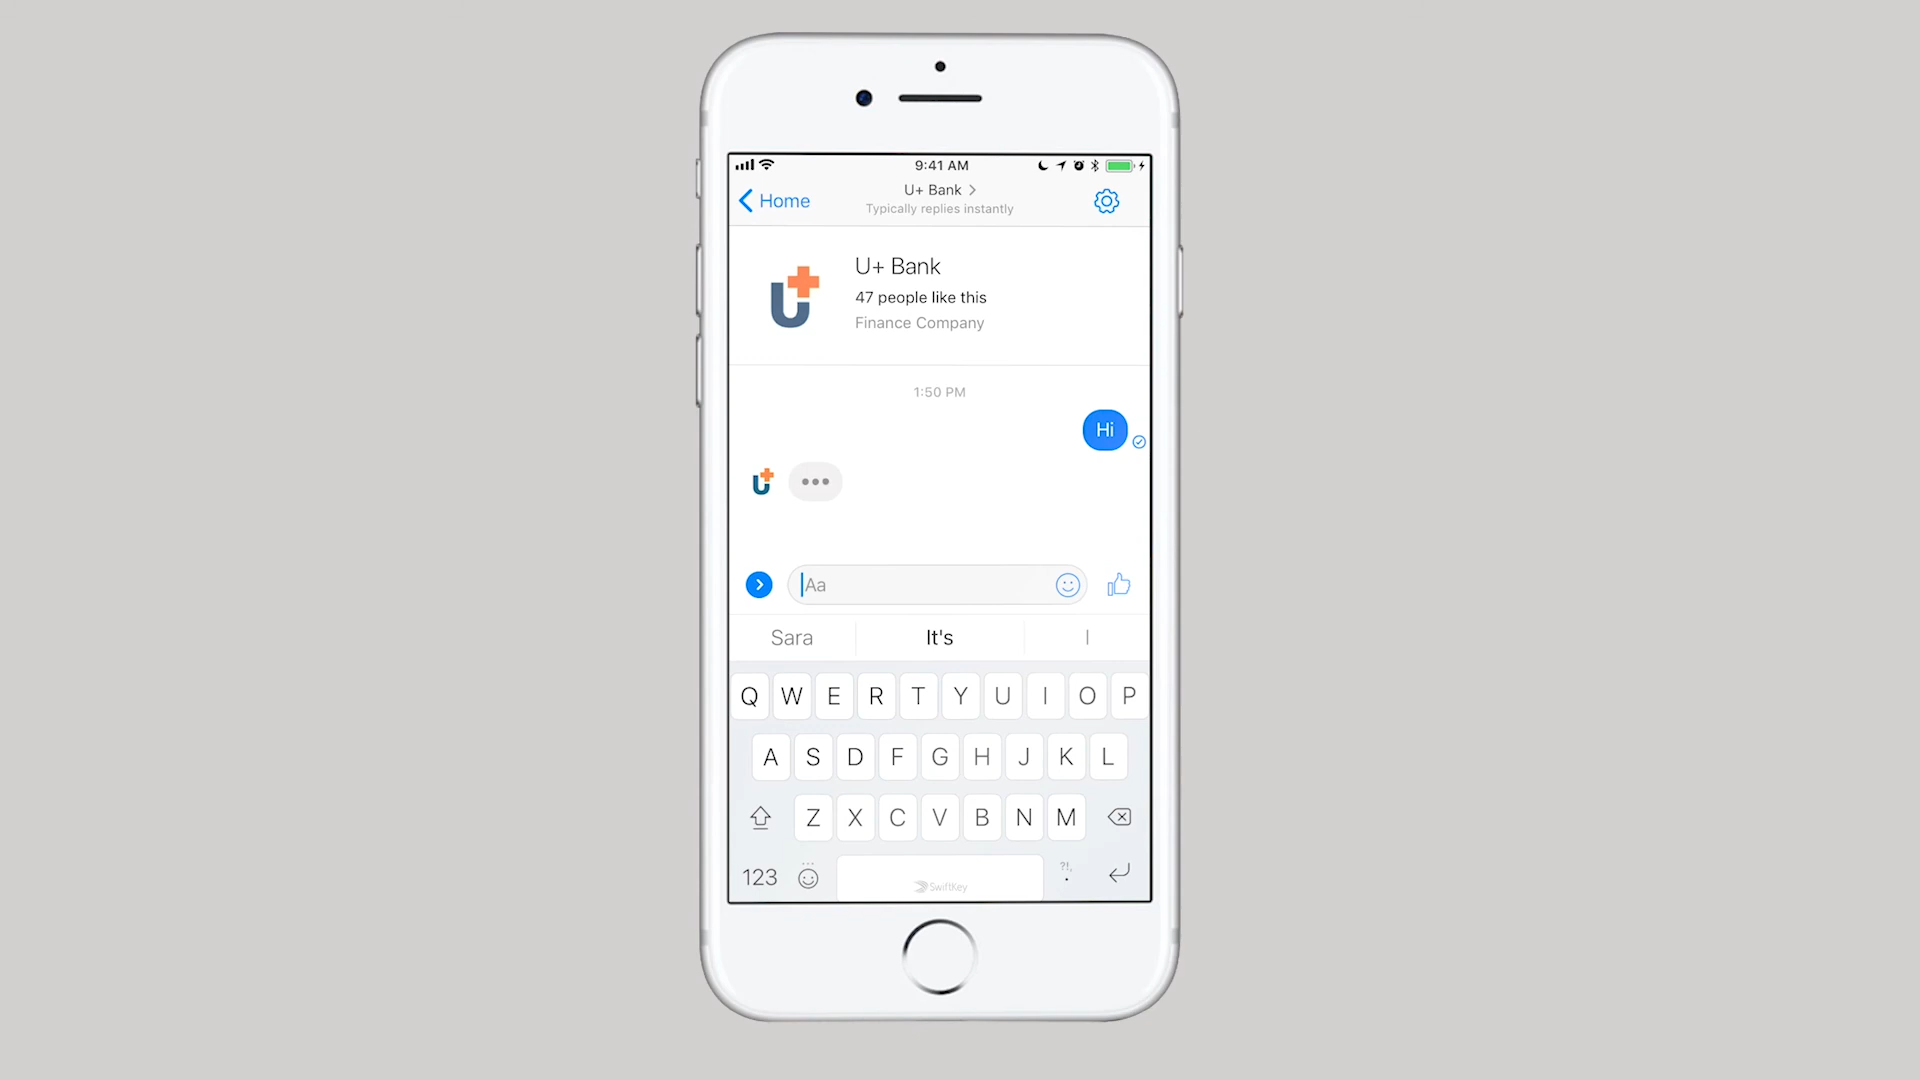 9:41 AM
Home
U+ Bank
Typically replies instantly
U+ Bank
47 people like this
Finance Company
1:50 PM
Hi
Aa
Sara It's I
Q W E R T Y U I O P
A S D F G H J K L
Z X C V B N M
123 SwiftKey ?!, .